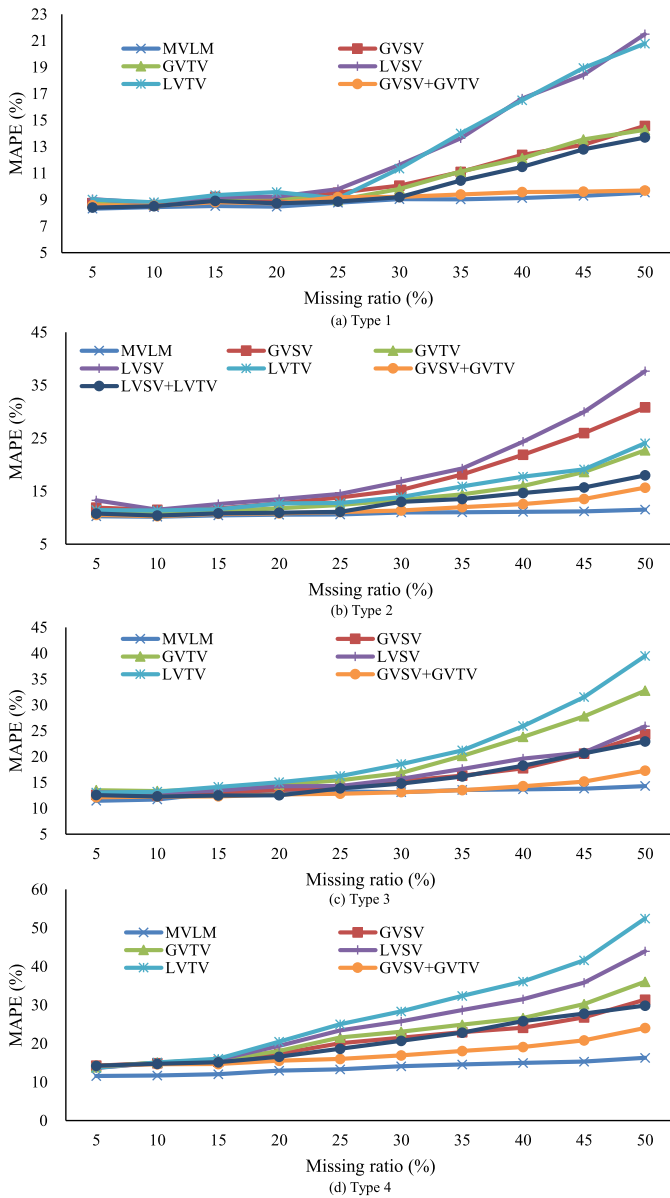 23
21
19
17
15
13
11
9
7
5
MAPE (%)
MVLM GVSV
GVTV LVSV
LVTV GVSV+GVTV
5 10 15 20 25 30 35 40 45 50
Missing ratio (%)
(a) Type 1
45
35
25
15
5
MAPE (%)
MVLM GVSV GVTV
LVSV LVTV GVSV+GVTV
LVSV+LVTV
5 10 15 20 25 30 35 40 45 50
Mssing ratio (%)
(b) Type 2
45
40
35
30
25
20
15
10
5
MAPE (%)
MVLM GVSV
GVTV LVSV
LVTV GVSV+GVTV
5 10 15 20 25 30 35 40 45 50
Missing ratio (%)
(c) Type 3
60
50
40
30
20
10
0
MAPE (%)
MVLM GVSV
GVTV LVSV
LVTV GVSV+GVTV
5 10 15 20 25 30 35 40 45 50
Missing ratio (%)
(d) Type 4